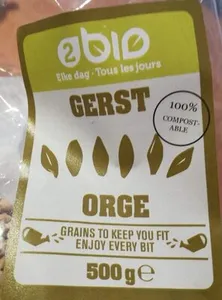 2bio
Elke dag · Tous les jours
GERST
100%
COMPOST-
ABLE
ORGE
GRAINS TO KEEP YOU FIT
ENJOY EVERY BIT
500 g e